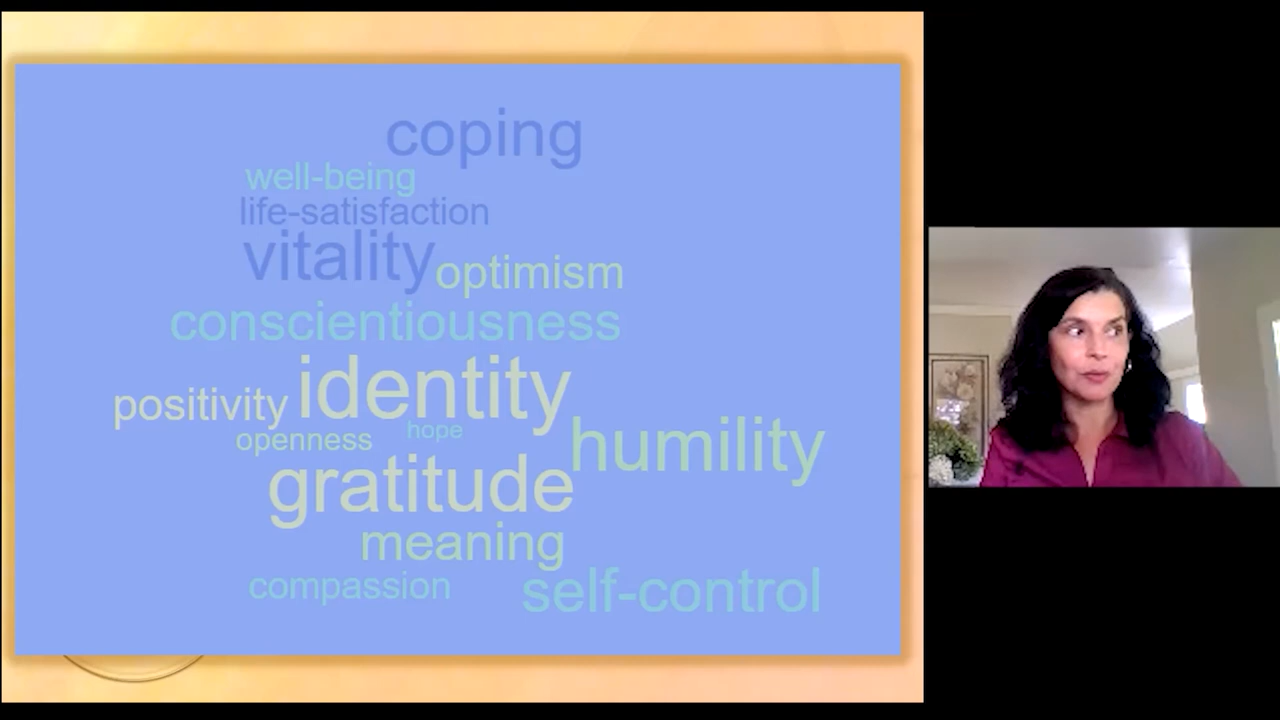 coping
well-being
life-satisfaction
vitality
optimism
conscientiousness
identity
positivity
openness
hope
humility
gratitude
meaning
compassion
self-control